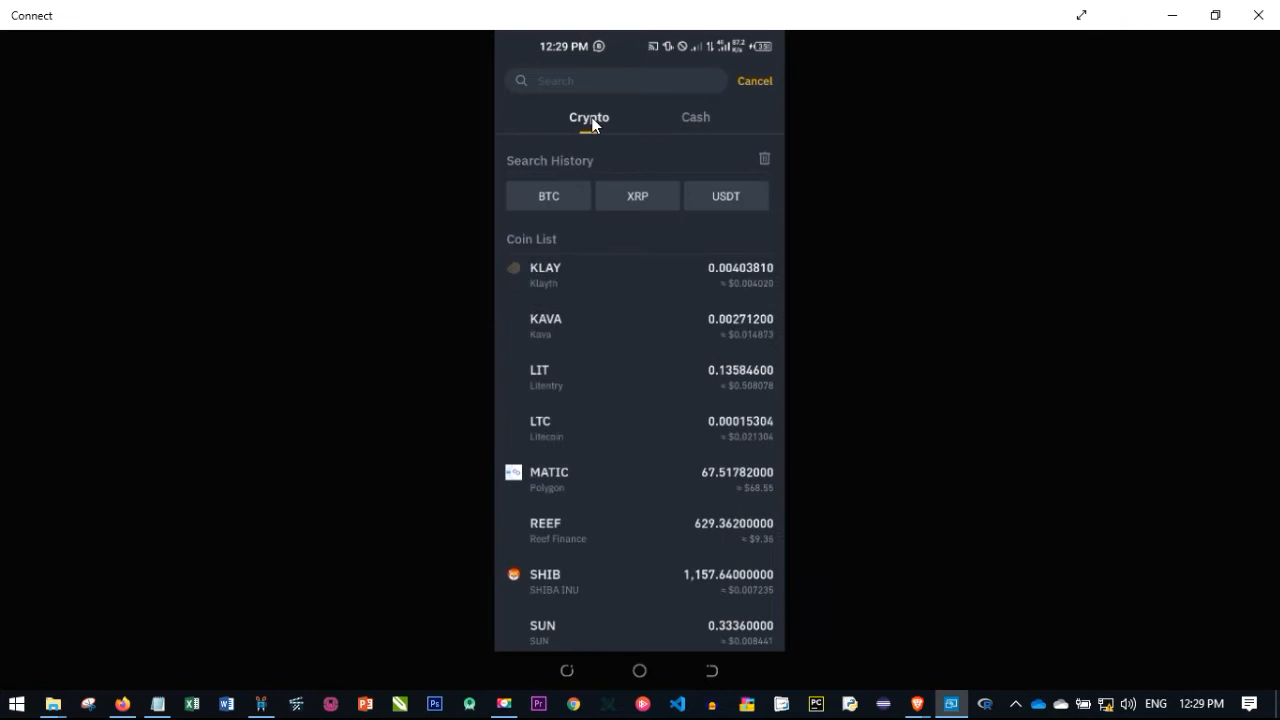 Connect
12:29 PM
Search
Cancel
Crypto
Cash
Search History
BTC
XRP
USDT
Coin List
KLAY
0.00403810
Klaytn
≈ $0.004020
KAVA
0.00271200
Kava
≈ $0.014873
LIT
0.13584600
Litentry
≈ $0.508078
LTC
0.00015304
Litecoin
≈ $0.021304
MATIC
67.51782000
Polygon
≈ $68.55
REEF
629.36200000
Reef Finance
≈ $9.36
SHIB
1,157.64000000
SHIBA INU
≈ $0.007235
SUN
0.33360000
SUN
≈ $0.008441
ENG
12:29 PM